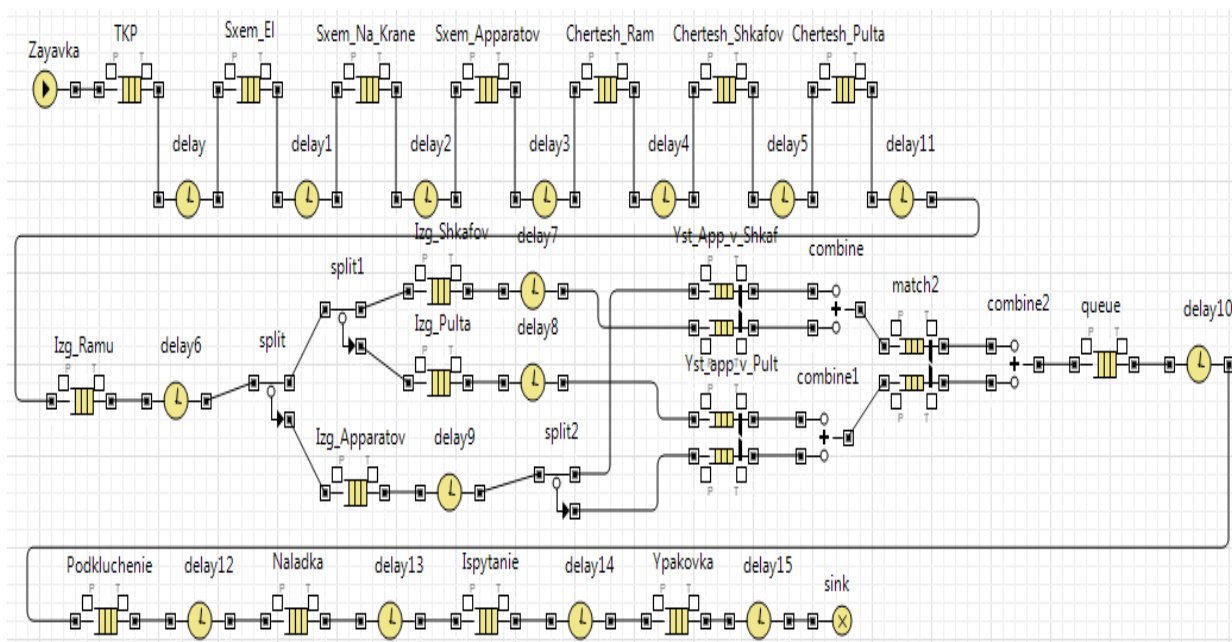 TKP
Sxem_El
Sxem_Na_Krane
Sxem_Apparatov
Chertesh_Ram
Chertesh_Shkafov
Chertesh_Pulta
Zayavka
delay
delay1
delay2
delay3
delay4
delay5
delay11
Izg_Shkafov
delay7
Yst_App_v_Shkaf
combine
split1
match2
combine2
queue
delay10
Izg_Ramu
delay6
split
Izg_Pulta
delay8
Yst_app_v_Pult
combine1
Izg_Apparatov
delay9
split2
Podkluchenie
delay12
Naladka
delay13
Ispytanie
delay14
Ypakovka
delay15
sink